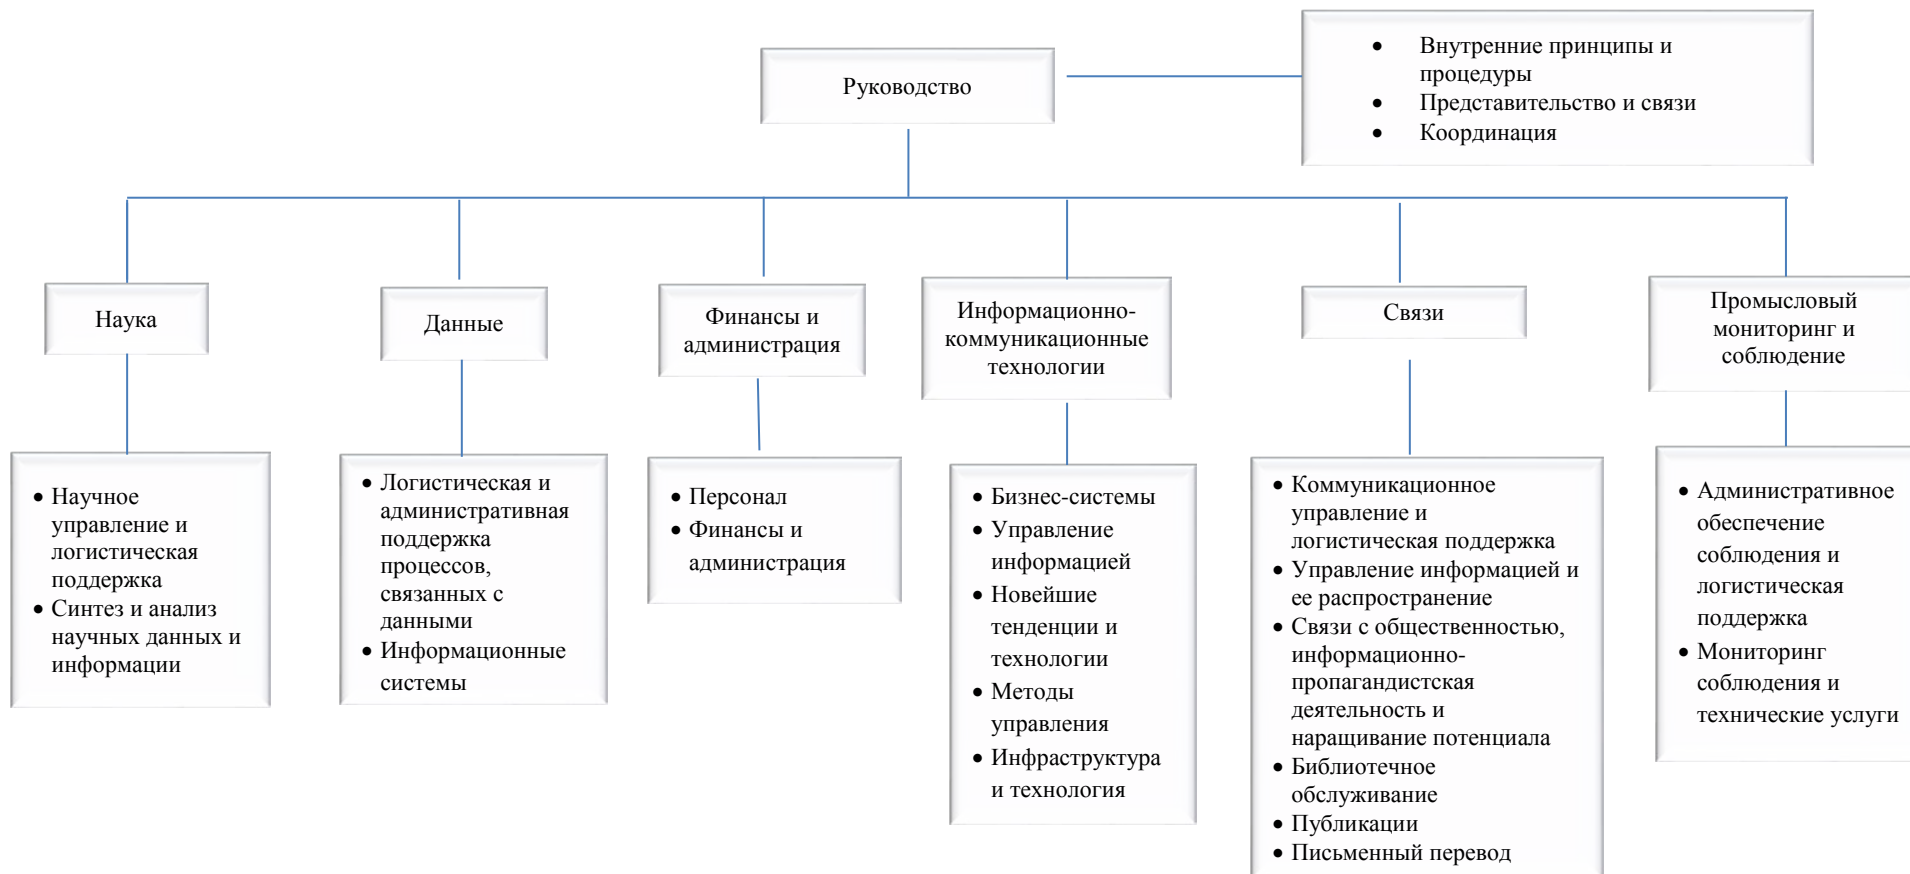 Руководство
• Внутренние принципы и
процедуры
• Представительство и связи
• Координация
Наука
Данные
Финансы и
администрация
Информационно-
коммуникационные
технологии
Связи
Промысловый
мониторинг и
соблюдение
• Научное
управление и
логистическая
поддержка
• Синтез и анализ
научных данных и
информации
• Логистическая и
административная
поддержка
процессов,
связанных с
данными
• Информационные
системы
• Персонал
• Финансы и
администрация
• Бизнес-системы
• Управление
информацией
• Новейшие
тенденции и
технологии
• Методы
управления
• Инфраструктура
и технология
• Коммуникационное
управление и
логистическая поддержка
• Управление информацией и
ее распространение
• Связи с общественностью,
информационно-
пропагандистская
деятельность и
наращивание потенциала
• Библиотечное
обслуживание
• Публикации
• Письменный перевод
• Административное
обеспечение
соблюдения и
логистическая
поддержка
• Мониторинг
соблюдения и
технические услуги